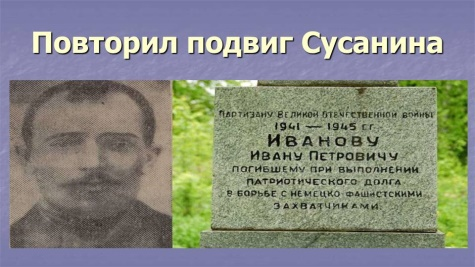 Повторил подвиг Сусанина
ПАРТИЗАНУ ВЕЛИКОЙ ОТЕЧЕСТВЕННОЙ ВОЙНЫ
1941 — 1945 ГГ.
ИВАНОВУ
ИВАНУ ПЕТРОВИЧУ
ПОГИБШЕМУ ПРИ ВЫПОЛНЕНИИ
ПАТРИОТИЧЕСКОГО ДОЛГА
В БОРЬБЕ С НЕМЕЦКО-ФАШИСТСКИМИ
ЗАХВАТЧИКАМИ.